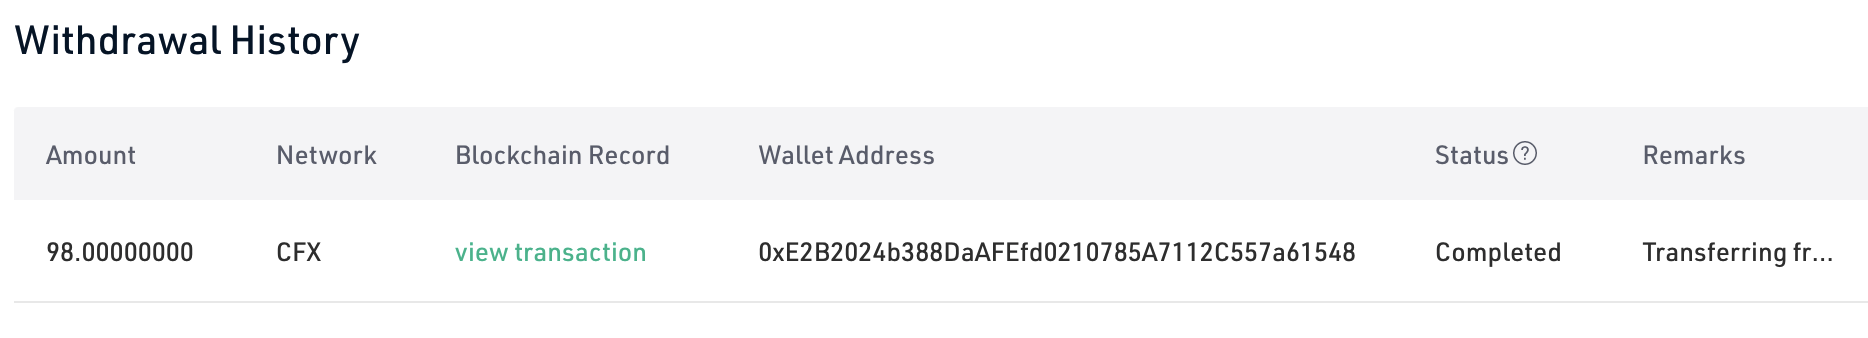 Withdrawal History
Amount Network Blockchain Record Wallet Address Status Remarks
98.00000000 CFX view transaction 0xE2B2024b388DaAFEfd0210785A7112C557a61548 Completed Transferring fr...